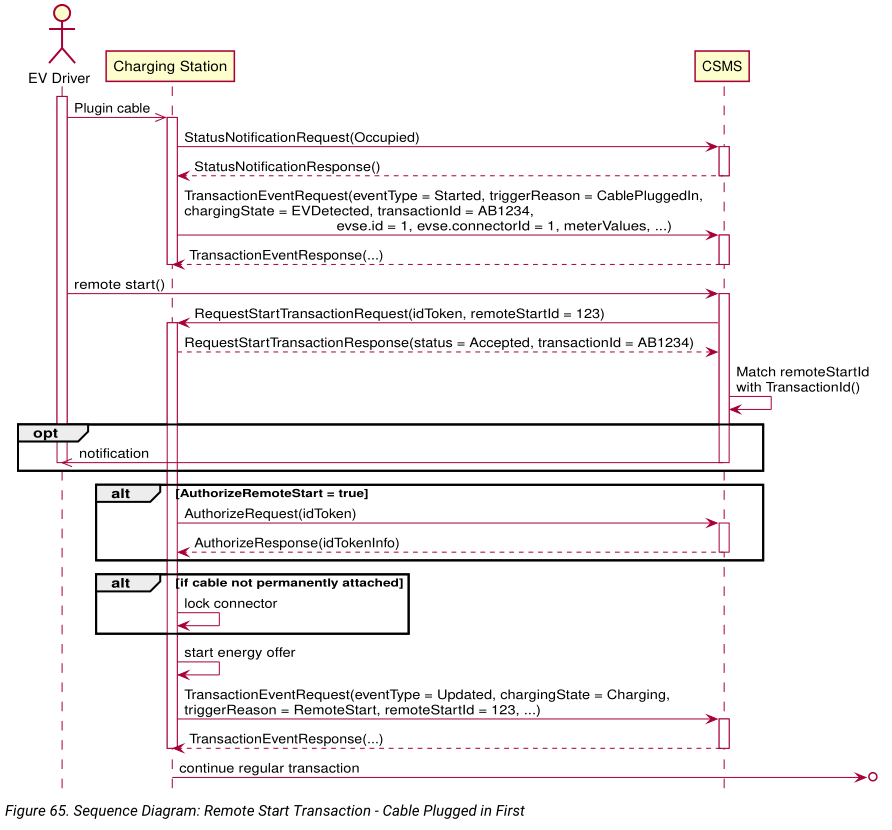 EV Driver
Charging Station
CSMS
Plugin cable
StatusNotificationRequest(Occupied)
StatusNotificationResponse()
TransactionEventRequest(eventType = Started, triggerReason = CablePluggedIn,
chargingState = EVDetected, transactionId = AB1234,
evse.id = 1, evse.connectorId = 1, meterValues, ...)
TransactionEventResponse(...)
remote start()
RequestStartTransactionRequest(idToken, remoteStartId = 123)
RequestStartTransactionResponse(status = Accepted, transactionId = AB1234)
Match remoteStartId
with TransactionId()
opt
notification
alt [AuthorizeRemoteStart = true]
AuthorizeRequest(idToken)
AuthorizeResponse(idTokenInfo)
alt [if cable not permanently attached]
lock connector
start energy offer
TransactionEventRequest(eventType = Updated, chargingState = Charging,
triggerReason = RemoteStart, remoteStartId = 123, ...)
TransactionEventResponse(...)
continue regular transaction
Figure 65. Sequence Diagram: Remote Start Transaction - Cable Plugged in First